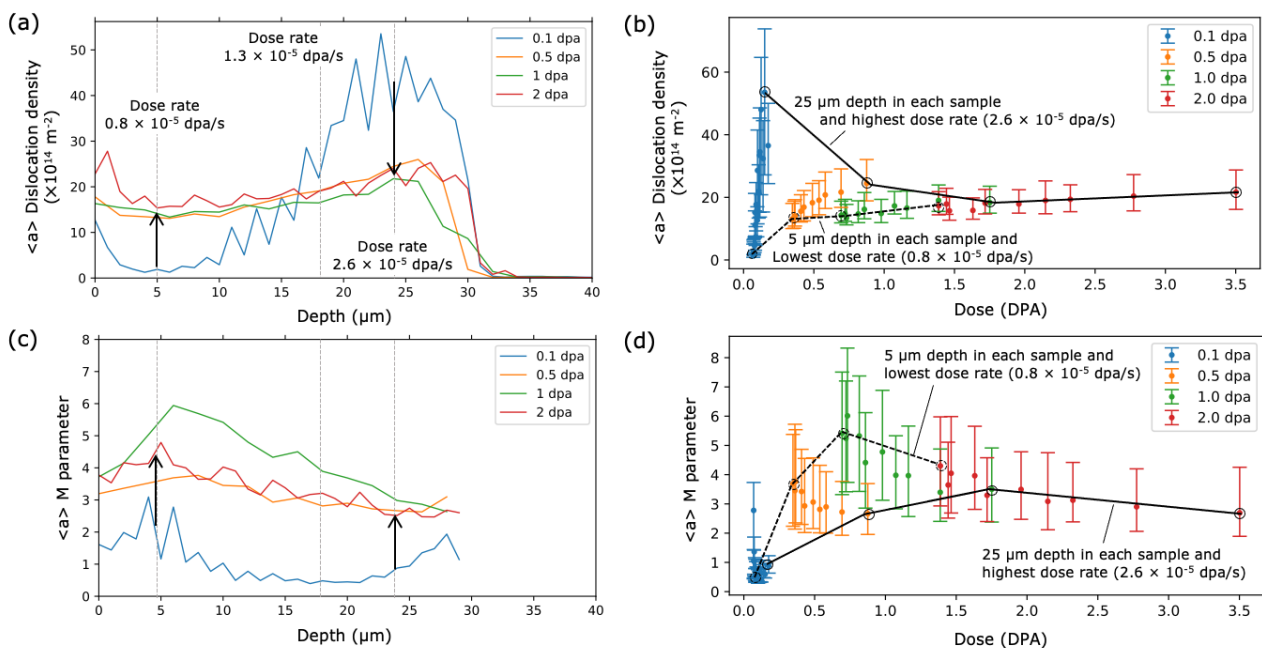 (a)
<a> Dislocation density
(×10¹⁴ m⁻²)
50
40
30
20
10
0
Dose rate
1.3 × 10⁻⁵ dpa/s
Dose rate
0.8 × 10⁻⁵ dpa/s
Dose rate
2.6 × 10⁻⁵ dpa/s
0.1 dpa
0.5 dpa
1 dpa
2 dpa
0 5 10 15 20 25 30 35 40
Depth (μm)
(b)
<a> Dislocation density
(×10¹⁴ m⁻²)
60
40
20
0
25 μm depth in each sample
and highest dose rate (2.6 × 10⁻⁵ dpa/s)
5 μm depth in each sample and
Lowest dose rate (0.8 × 10⁻⁵ dpa/s)
0.1 dpa
0.5 dpa
1.0 dpa
2.0 dpa
0.0 0.5 1.0 1.5 2.0 2.5 3.0 3.5
Dose (DPA)
(c)
<a> M parameter
8
7
6
5
4
3
2
1
0
0.1 dpa
0.5 dpa
1 dpa
2 dpa
0 5 10 15 20 25 30 35 40
Depth (μm)
(d)
<a> M parameter
8
7
6
5
4
3
2
1
0
5 μm depth in each sample and
lowest dose rate (0.8 × 10⁻⁵ dpa/s)
0.1 dpa
0.5 dpa
1.0 dpa
2.0 dpa
25 μm depth in each sample and
highest dose rate (2.6 × 10⁻⁵ dpa/s)
0.0 0.5 1.0 1.5 2.0 2.5 3.0 3.5
Dose (DPA)